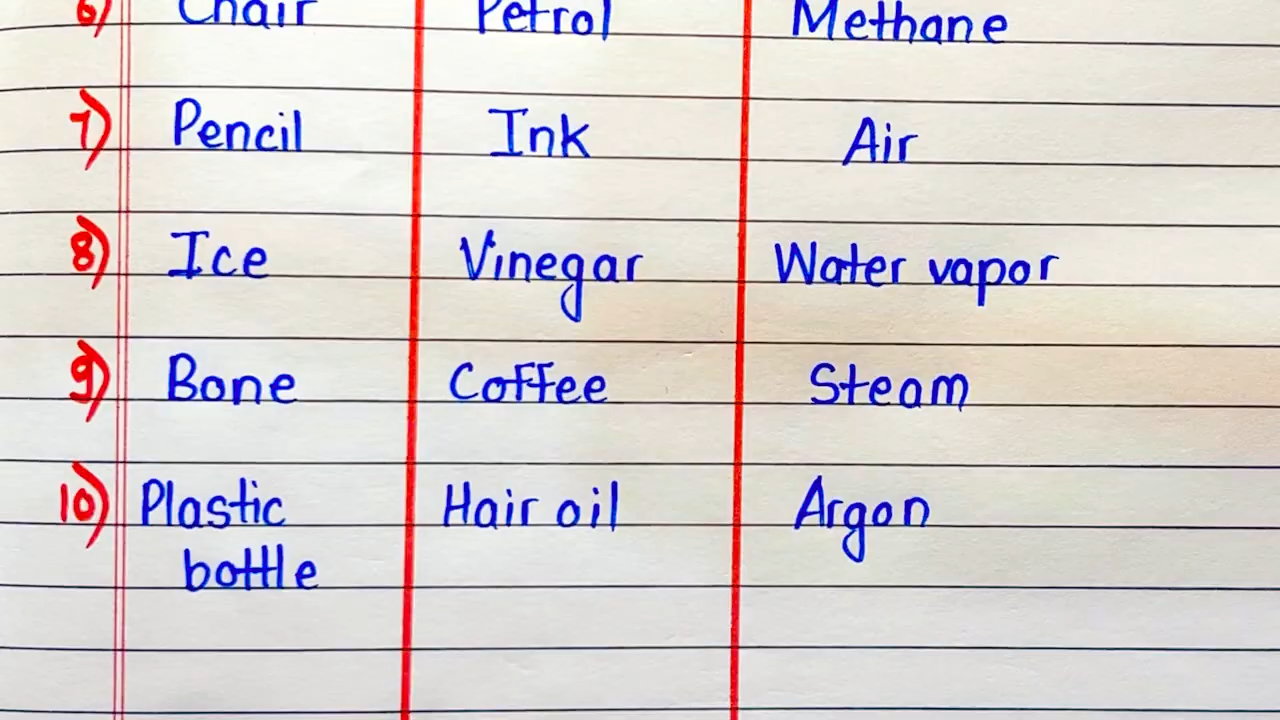 6) Chair Petrol Methane
7) Pencil Ink Air
8) Ice Vinegar Water vapor
9) Bone Coffee Steam
10) Plastic Hair oil Argon
bottle